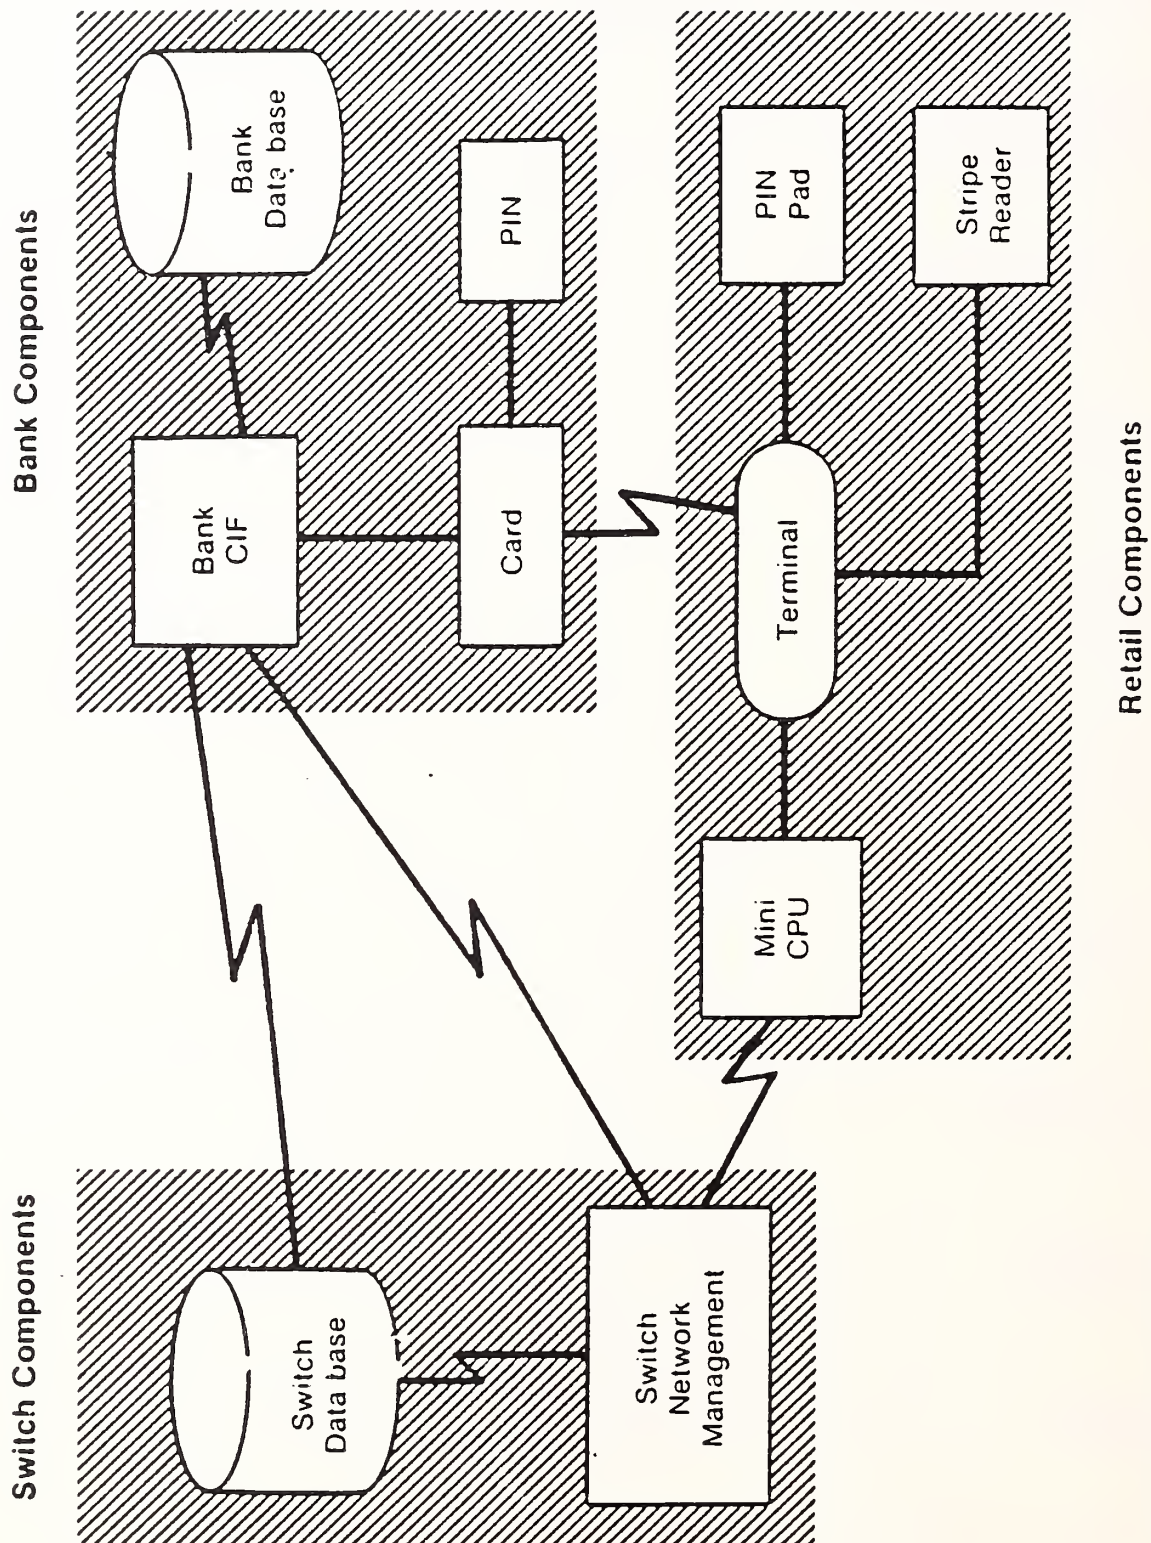 Switch Components
Bank Components
Switch
Data base
Bank
CIF
Bank
Data base
Card
PIN
Switch
Network
Management
Mini
CPU
Terminal
PIN
Pad
Stripe
Reader
Retail Components